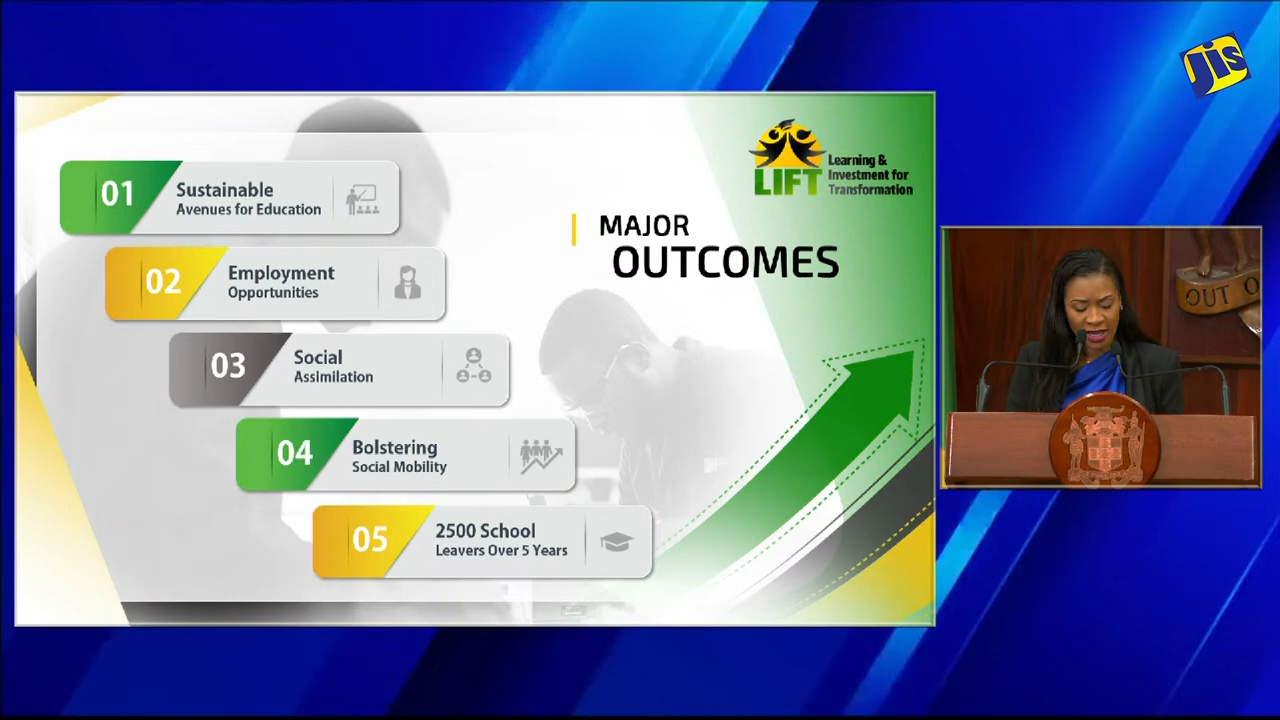 jis
01
Sustainable
Avenues for Education
LIFT
Learning &
Investment for
Transformation
MAJOR
OUTCOMES
02
Employment
Opportunities
OUT O
03
Social
Assimilation
04
Bolstering
Social Mobility
05
2500 School
Leavers Over 5 Years